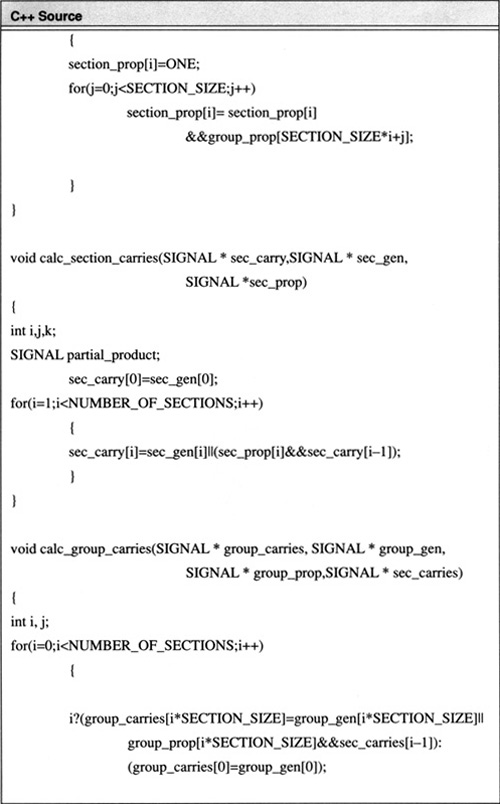 C++ Source
{
section_prop[i]=ONE;
for(j=0;j<SECTION_SIZE;j++)
section_prop[i]= section_prop[i]
&&group_prop[SECTION_SIZE*i+j];
}
}
void calc_section_carries(SIGNAL * sec_carry,SIGNAL * sec_gen,
SIGNAL *sec_prop)
{
int i,j,k;
SIGNAL partial_product;
sec_carry[0]=sec_gen[0];
for(i=1;i<NUMBER_OF_SECTIONS;i++)
{
sec_carry[i]=sec_gen[i]||(sec_prop[i]&&sec_carry[i–1]);
}
}
void calc_group_carries(SIGNAL * group_carries, SIGNAL * group_gen,
SIGNAL * group_prop,SIGNAL * sec_carries)
{
int i, j;
for(i=0;i<NUMBER_OF_SECTIONS;i++)
{
i?(group_carries[i*SECTION_SIZE]=group_gen[i*SECTION_SIZE]||
group_prop[i*SECTION_SIZE]&&sec_carries[i–1]):
(group_carries[0]=group_gen[0]);